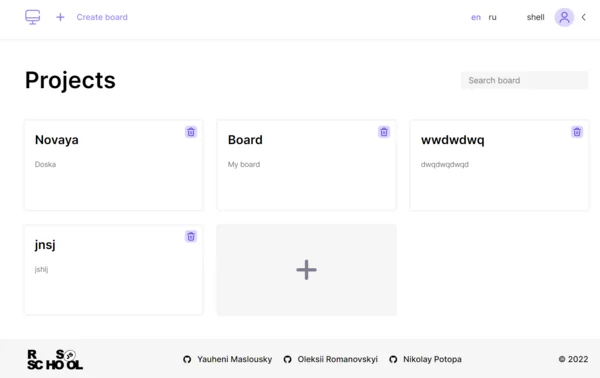 Create board
en ru
shell
Projects
Search board
Novaya
Doska
Board
My board
wwdwdwq
dwqdwqdwqd
jnsj
jshlj
RS
SCHOOL
Yauheni Maslousky
Oleksii Romanovskyi
Nikolay Potopa
© 2022